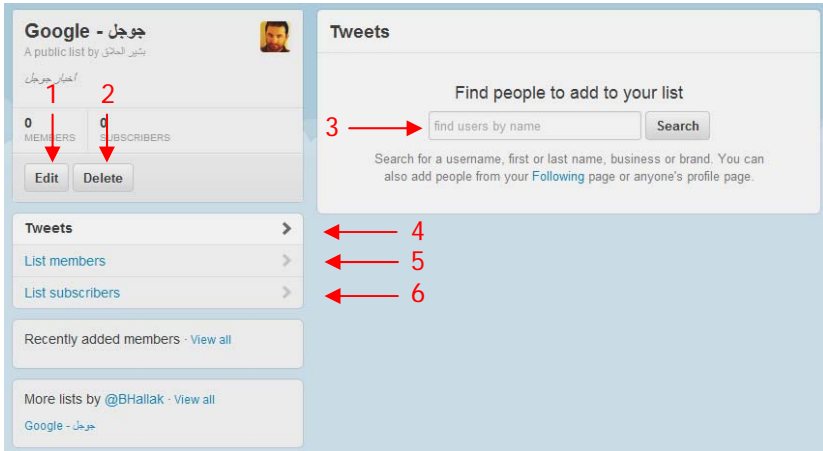 Google - جوجل
A public list by بشير الحلاق
اخبار جوجل
1
2
0
MEMBERS
0
SUBSCRIBERS
Edit
Delete
Tweets
List members
List subscribers
Recently added members · View all
More lists by @BHallak · View all
Google - جوجل
Tweets
Find people to add to your list
3
find users by name
Search
Search for a username, first or last name, business or brand. You can
also add people from your Following page or anyone's profile page.
4
5
6